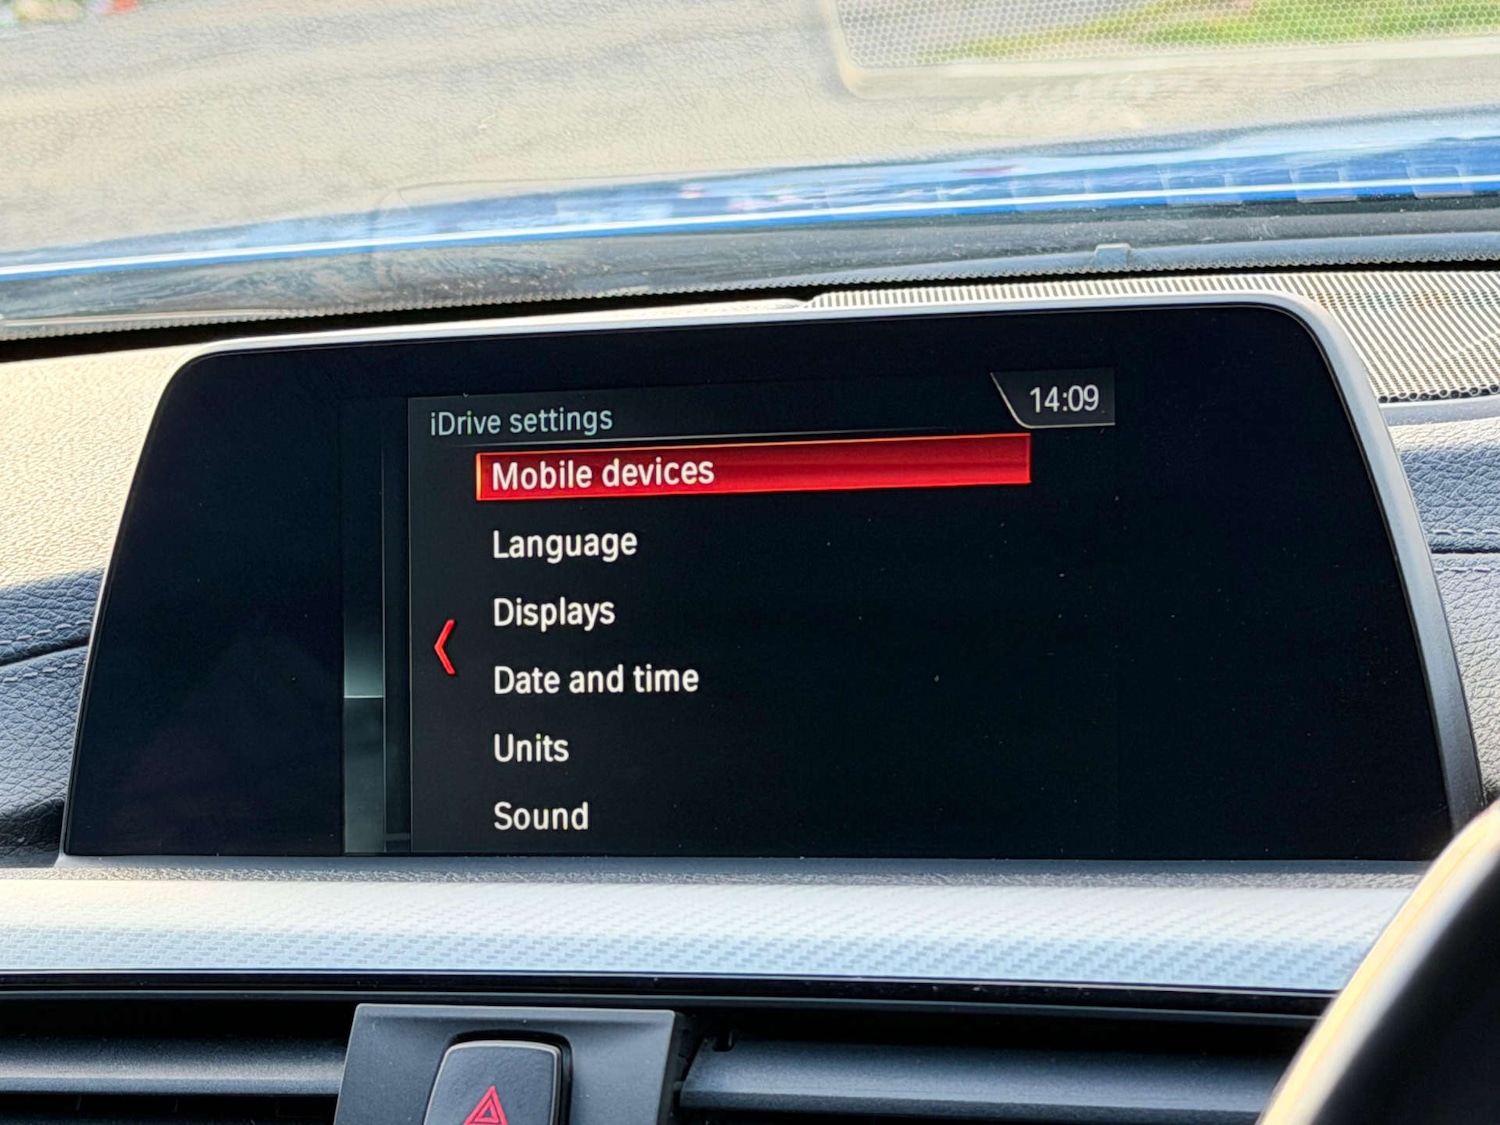 iDrive settings
14:09
Mobile devices
Language
Displays
Date and time
Units
Sound